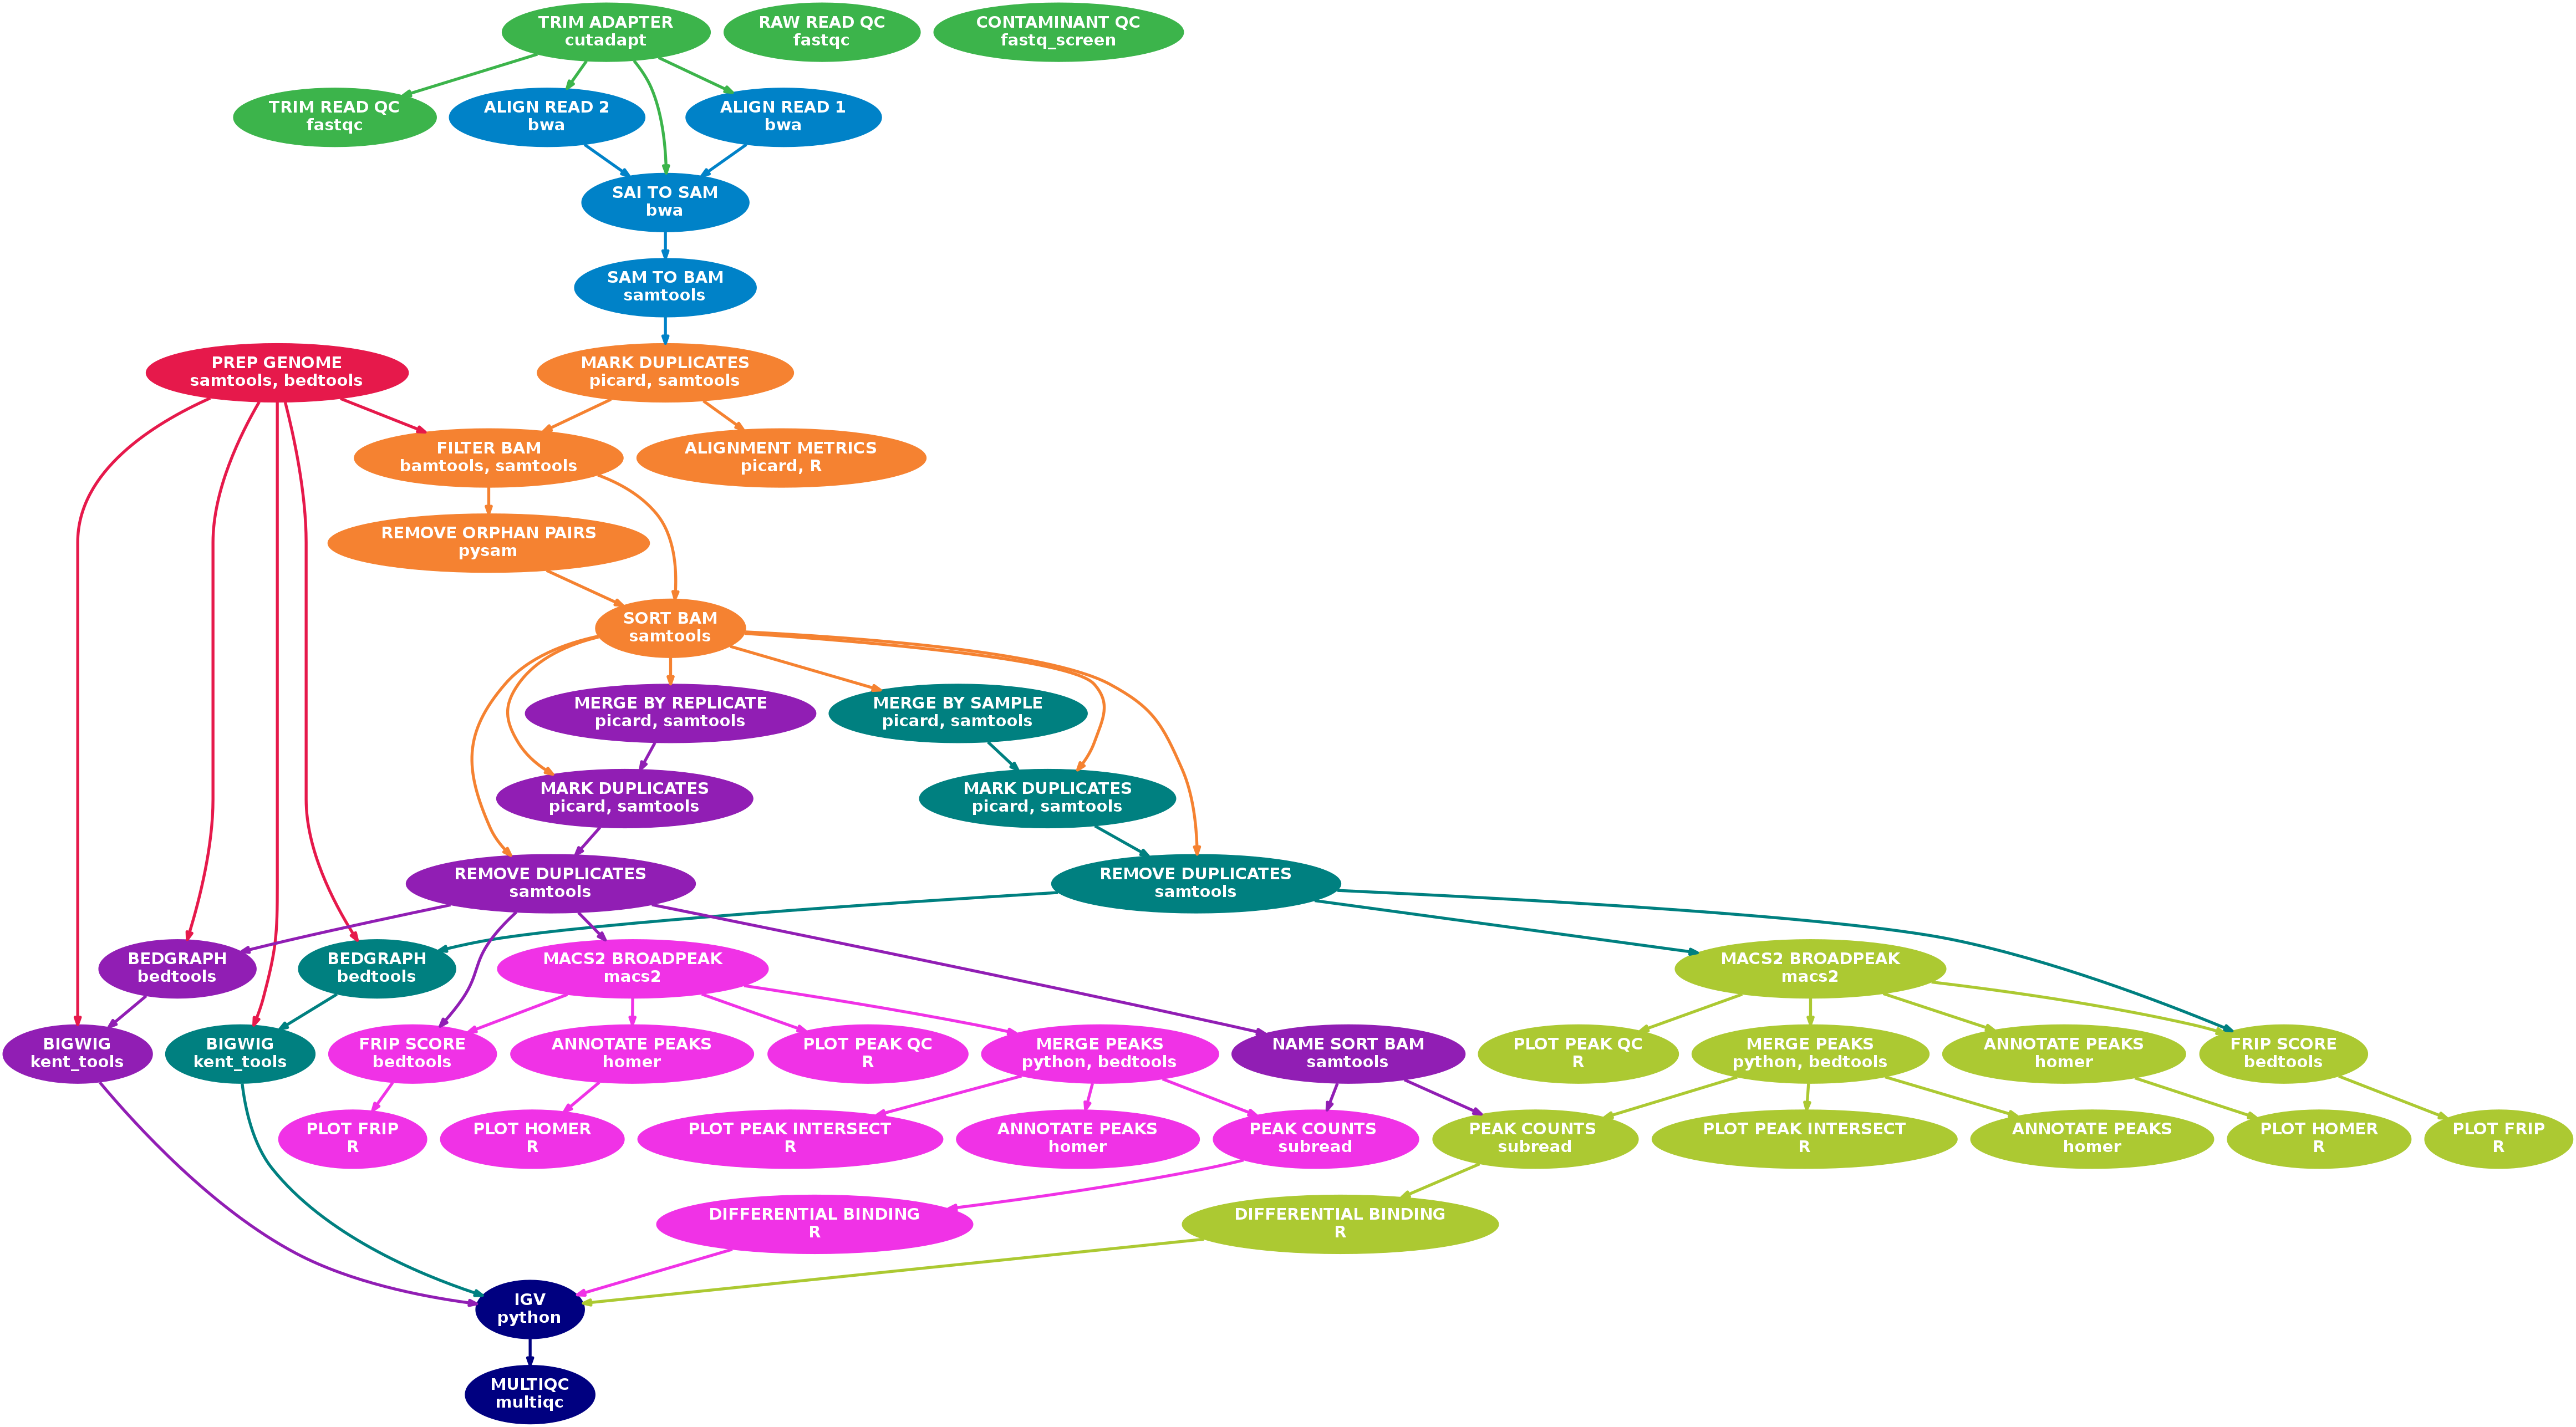 TRIM ADAPTER
cutadapt
RAW READ QC
fastqc
CONTAMINANT QC
fastq_screen
TRIM READ QC
fastqc
ALIGN READ 2
bwa
ALIGN READ 1
bwa
SAI TO SAM
bwa
SAM TO BAM
samtools
PREP GENOME
samtools, bedtools
MARK DUPLICATES
picard, samtools
FILTER BAM
bamtools, samtools
ALIGNMENT METRICS
picard, R
REMOVE ORPHAN PAIRS
pysam
SORT BAM
samtools
MERGE BY REPLICATE
picard, samtools
MERGE BY SAMPLE
picard, samtools
MARK DUPLICATES
picard, samtools
MARK DUPLICATES
picard, samtools
REMOVE DUPLICATES
samtools
REMOVE DUPLICATES
samtools
BEDGRAPH
bedtools
BEDGRAPH
bedtools
MACS2 BROADPEAK
macs2
MACS2 BROADPEAK
macs2
BIGWIG
kent_tools
BIGWIG
kent_tools
FRIP SCORE
bedtools
ANNOTATE PEAKS
homer
PLOT PEAK QC
R
MERGE PEAKS
python, bedtools
NAME SORT BAM
samtools
PLOT PEAK QC
R
MERGE PEAKS
python, bedtools
ANNOTATE PEAKS
homer
FRIP SCORE
bedtools
PLOT FRIP
R
PLOT HOMER
R
PLOT PEAK INTERSECT
R
ANNOTATE PEAKS
homer
PEAK COUNTS
subread
PEAK COUNTS
subread
PLOT PEAK INTERSECT
R
ANNOTATE PEAKS
homer
PLOT HOMER
R
PLOT FRIP
R
DIFFERENTIAL BINDING
R
DIFFERENTIAL BINDING
R
IGV
python
MULTIQC
multiqc